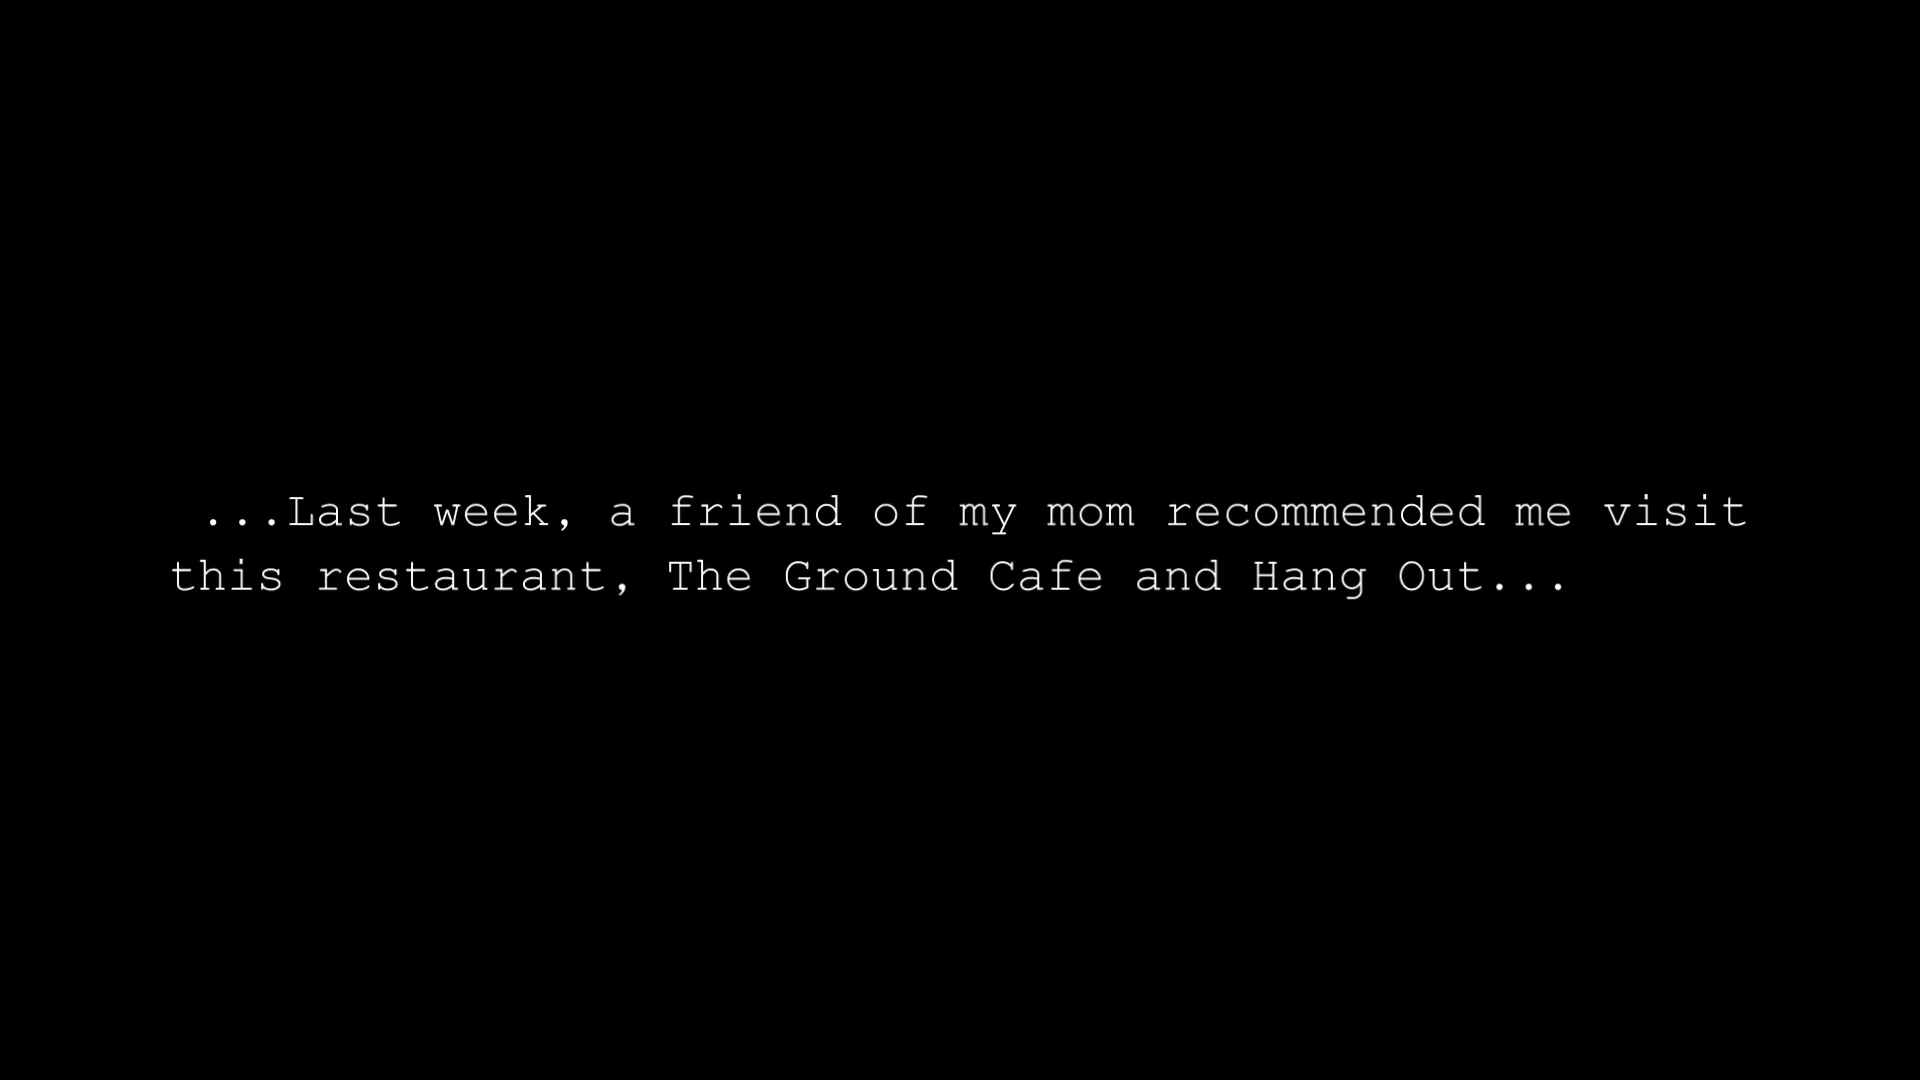 ...Last week, a friend of my mom recommended me visit
this restaurant, The Ground Cafe and Hang Out...